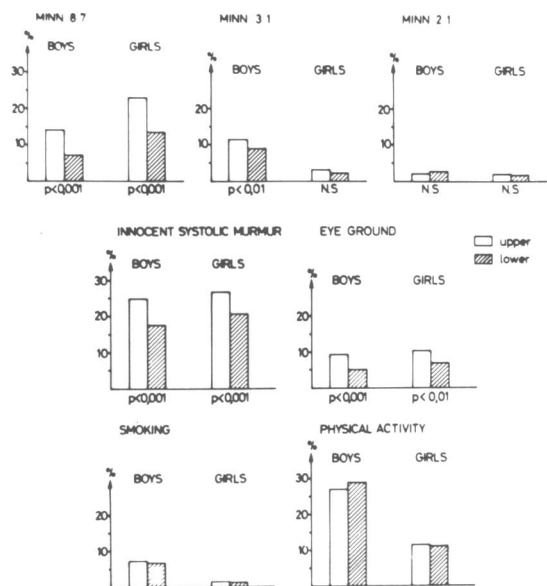 MINN 8.7 MINN 3.1 MINN 2.1
% BOYS GIRLS % BOYS GIRLS % BOYS GIRLS
30 30 30
20 20 20
10 10 10
p<0,001 p<0,001 p<0,01 N.S N.S N.S
INNOCENT SYSTOLIC MURMUR EYE GROUND
% BOYS GIRLS % BOYS GIRLS
upper
lower
30
20 20
10 10
p<0,001 p<0,001 p<0,001 p<0,01
SMOKING PHYSICAL ACTIVITY
% BOYS GIRLS % BOYS GIRLS
30
20 20
10 10